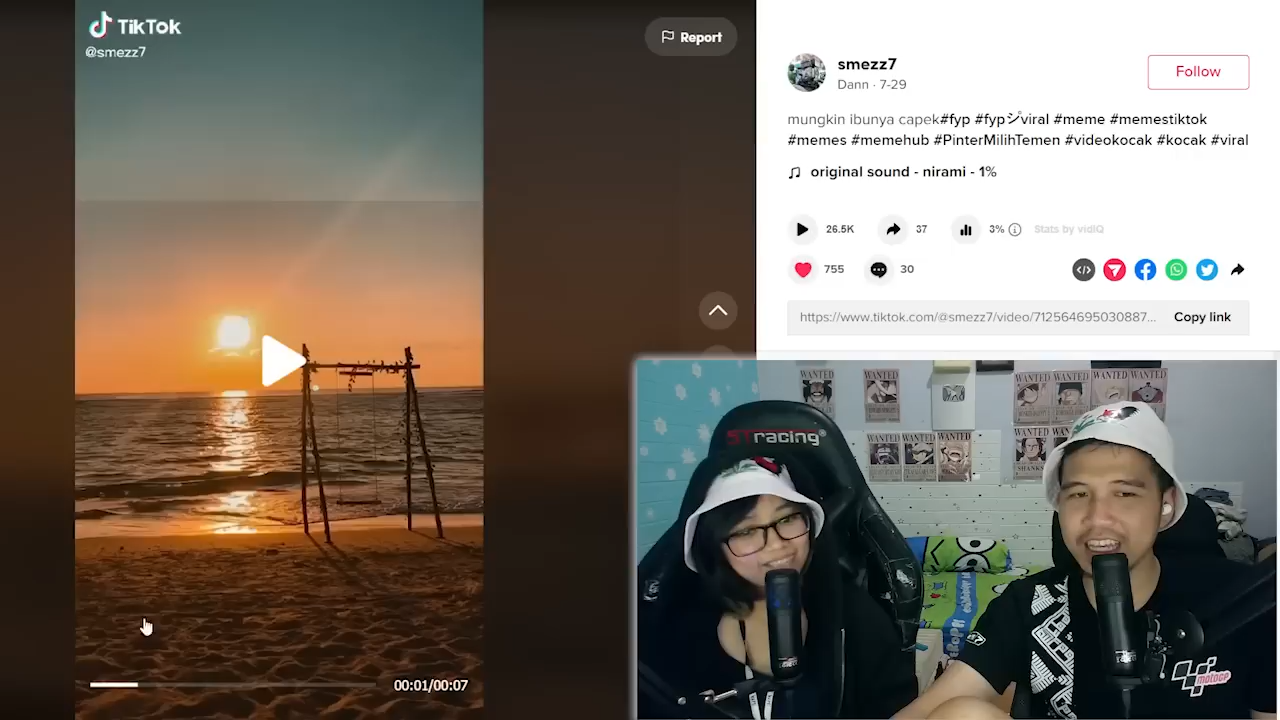 TikTok
@smezz7
Report
smezz7
Dann · 7-29
Follow
mungkin ibunya capek#fyp #fypシviral #meme #memestiktok
#memes #memehub #PinterMilihTemen #videokocak #kocak #viral
original sound - nirami - 1%
26.5K
37
3%
Stats by vidIQ
755
30
https://www.tiktok.com/@smezz7/video/712564695030887...
Copy link
00:01/00:07
WANTED
WANTED
WANTED
WANTED
WANTED
WANTED
WANTED
WANTED
SHANKS
STracing
motoGP